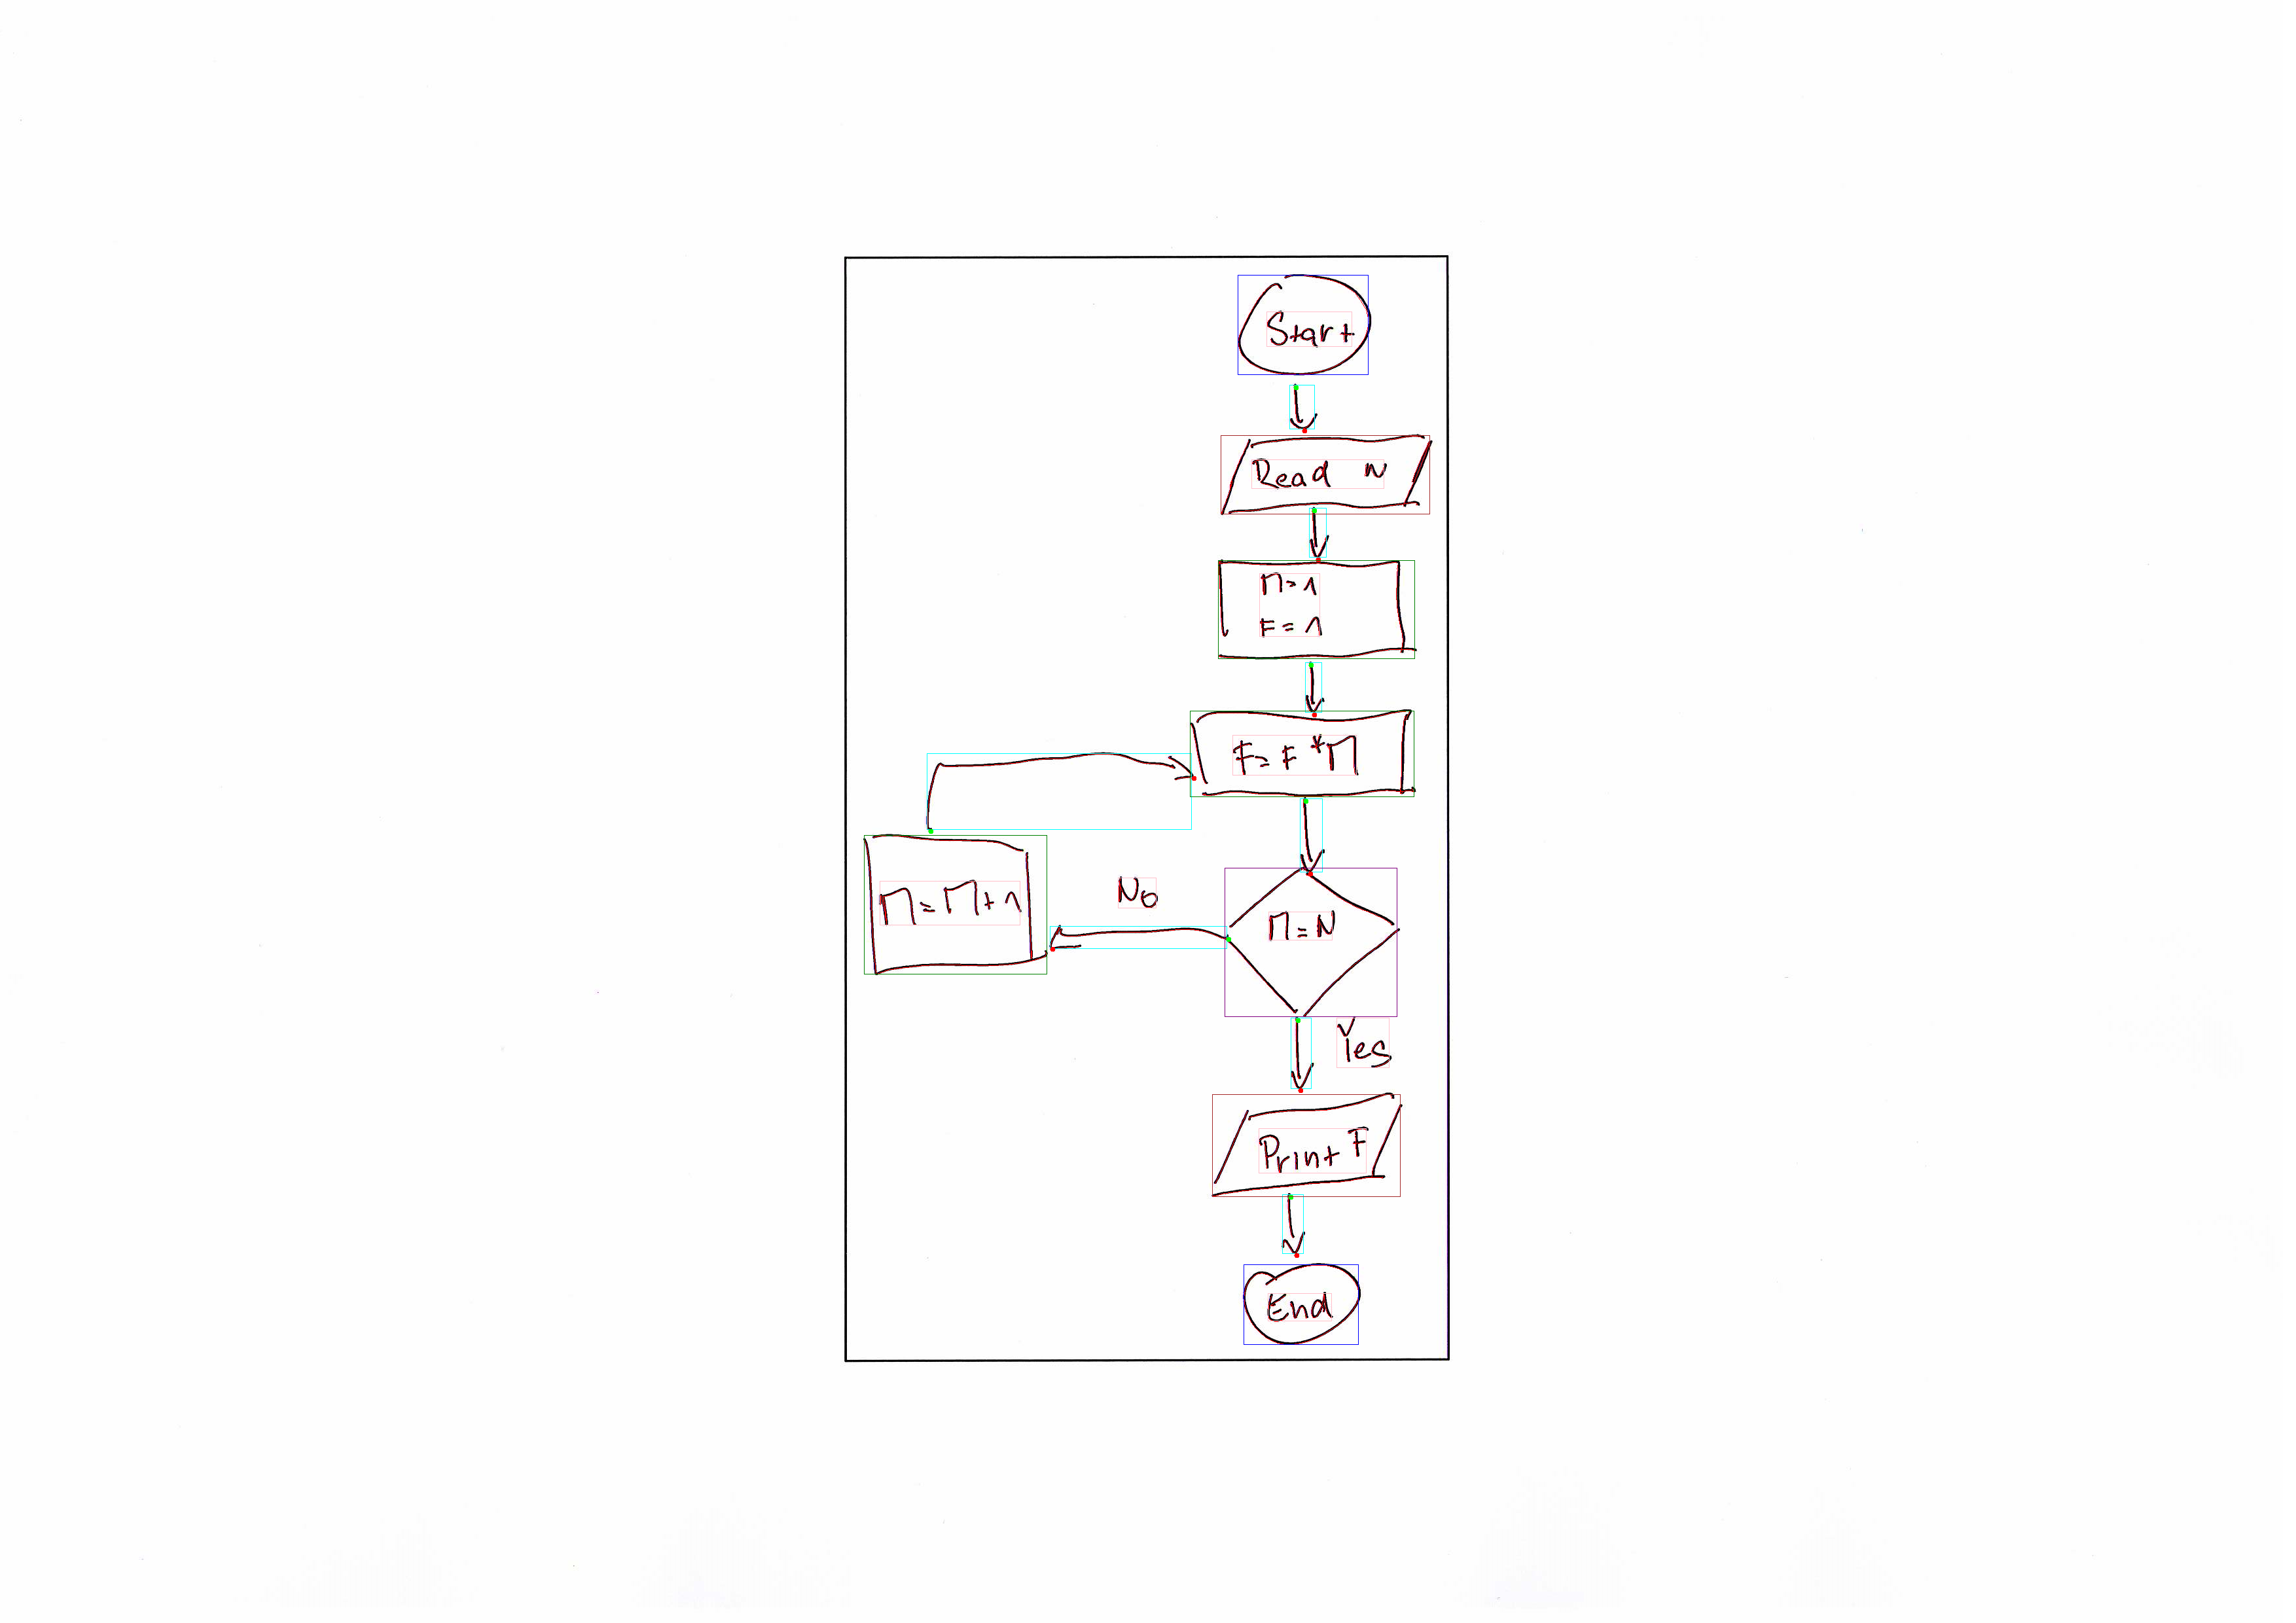 Start
Read N
M=1
F=1
F=F*M
M=M+1
No
M=N
Yes
Print F
End